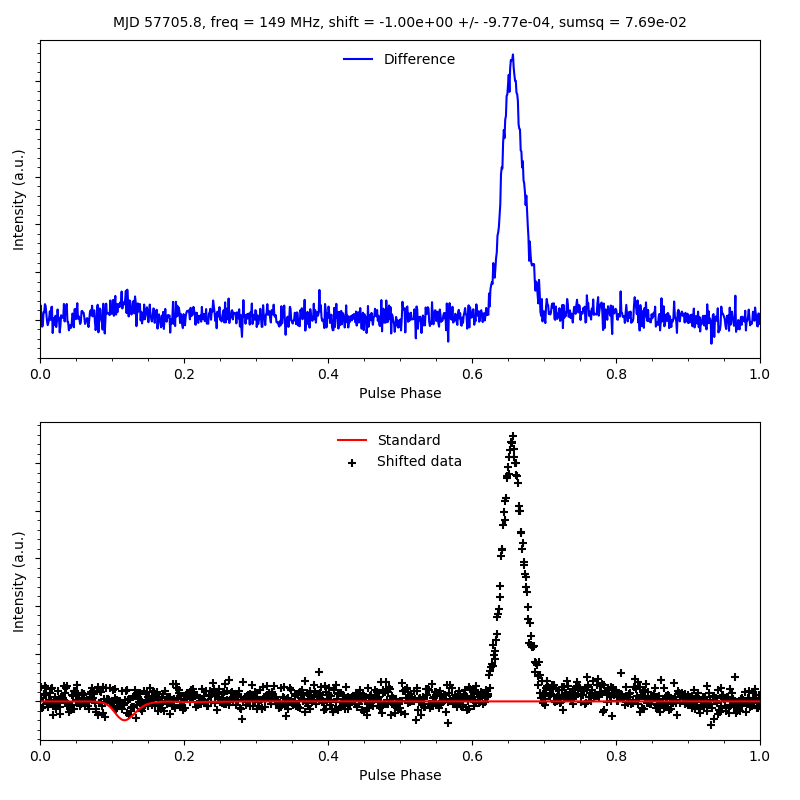 MJD 57705.8, freq = 149 MHz, shift = -1.00e+00 +/- -9.77e-04, sumsq = 7.69e-02
Difference
Intensity (a.u.)
0.0 0.2 0.4 0.6 0.8 1.0
Pulse Phase
Standard
Shifted data
Intensity (a.u.)
0.0 0.2 0.4 0.6 0.8 1.0
Pulse Phase